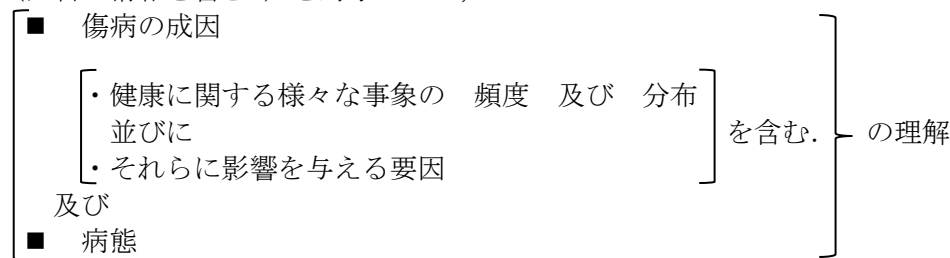 ■ 傷病の成因
・健康に関する様々な事象の 頻度 及び 分布
並びに
を含む.
の理解
・それらに影響を与える要因
及び
■ 病態